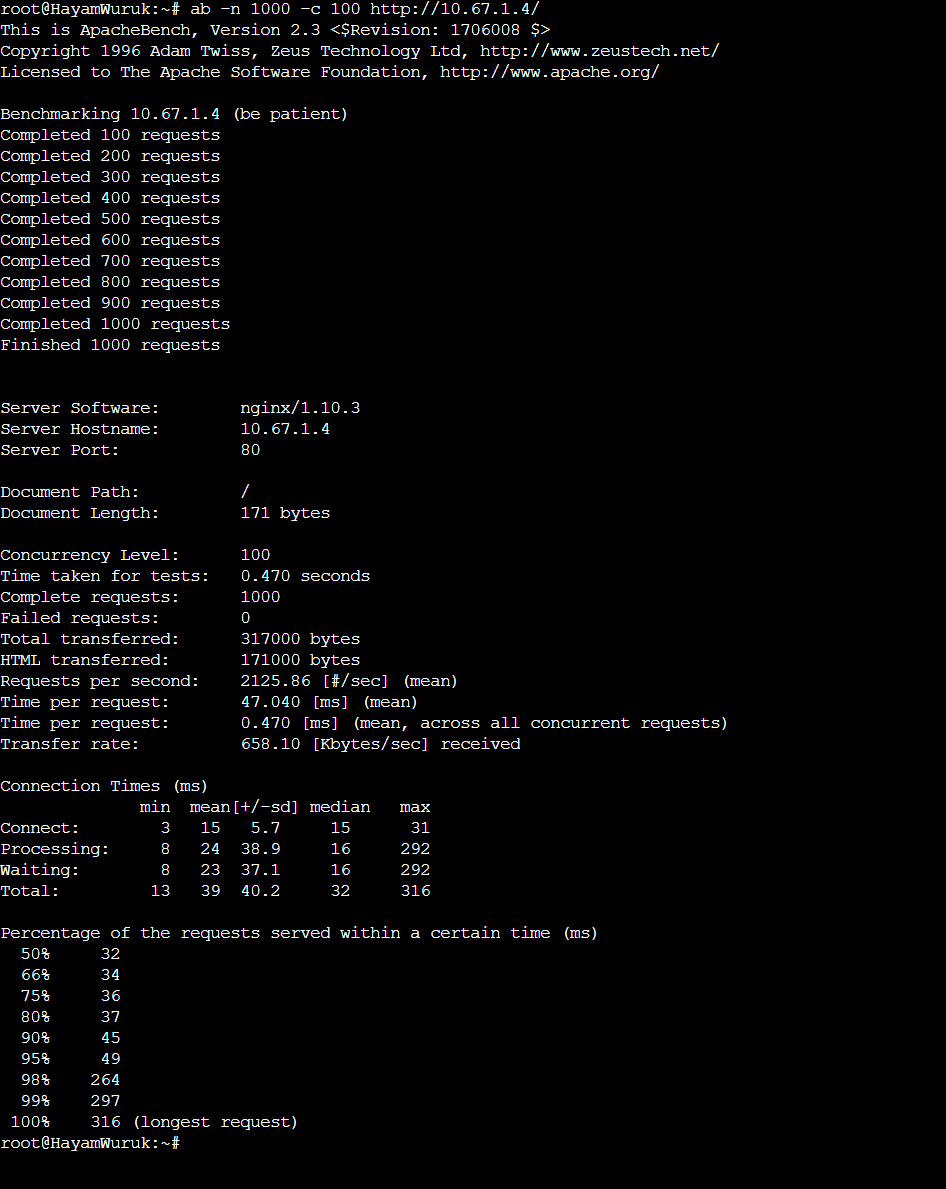 root@HayamWuruk:~# ab -n 1000 -c 100 http://10.67.1.4/
This is ApacheBench, Version 2.3 <$Revision: 1706008 $>
Copyright 1996 Adam Twiss, Zeus Technology Ltd, http://www.zeustech.net/
Licensed to The Apache Software Foundation, http://www.apache.org/

Benchmarking 10.67.1.4 (be patient)
Completed 100 requests
Completed 200 requests
Completed 300 requests
Completed 400 requests
Completed 500 requests
Completed 600 requests
Completed 700 requests
Completed 800 requests
Completed 900 requests
Completed 1000 requests
Finished 1000 requests


Server Software:        nginx/1.10.3
Server Hostname:        10.67.1.4
Server Port:            80

Document Path:          /
Document Length:        171 bytes

Concurrency Level:      100
Time taken for tests:   0.470 seconds
Complete requests:      1000
Failed requests:        0
Total transferred:      317000 bytes
HTML transferred:       171000 bytes
Requests per second:    2125.86 [#/sec] (mean)
Time per request:       47.040 [ms] (mean)
Time per request:       0.470 [ms] (mean, across all concurrent requests)
Transfer rate:          658.10 [Kbytes/sec] received

Connection Times (ms)
              min  mean[+/-sd] median   max
Connect:        3   15   5.7     15      31
Processing:     8   24  38.9     16     292
Waiting:        8   23  37.1     16     292
Total:         13   39  40.2     32     316

Percentage of the requests served within a certain time (ms)
  50%     32
  66%     34
  75%     36
  80%     37
  90%     45
  95%     49
  98%    264
  99%    297
 100%    316 (longest request)
root@HayamWuruk:~#